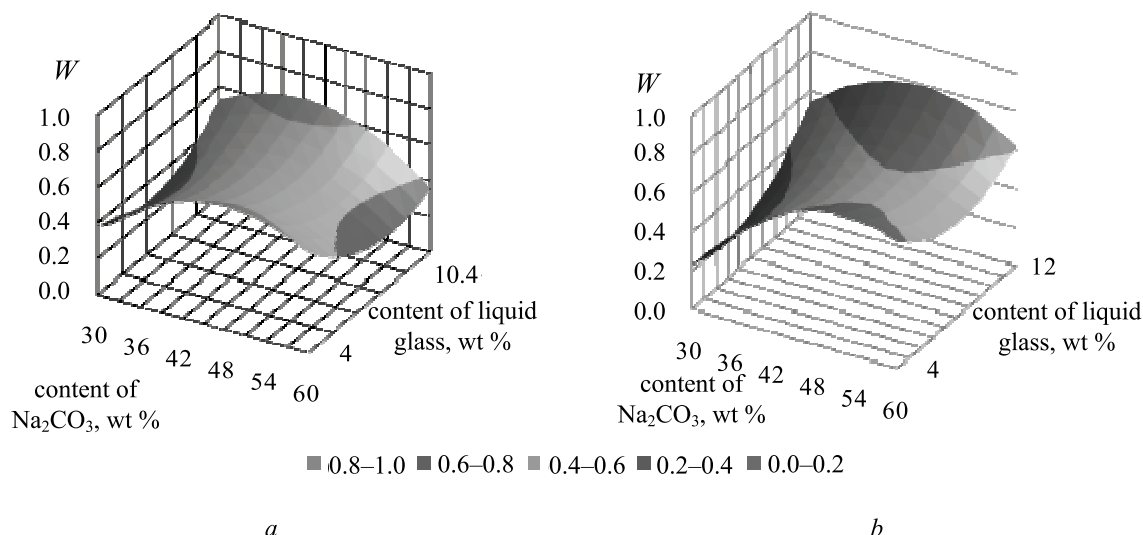 W
1.0
0.8
0.6
0.4
0.2
0.0
30
36
42
48
54
60
4
10.4
content of liquid
glass, wt %
content of
Na₂CO₃, wt %
W
1.0
0.8
0.6
0.4
0.2
0.0
30
36
42
48
54
60
4
12
content of liquid
glass, wt %
content of
Na₂CO₃, wt %
0.8–1.0 0.6–0.8 0.4–0.6 0.2–0.4 0.0–0.2
a b